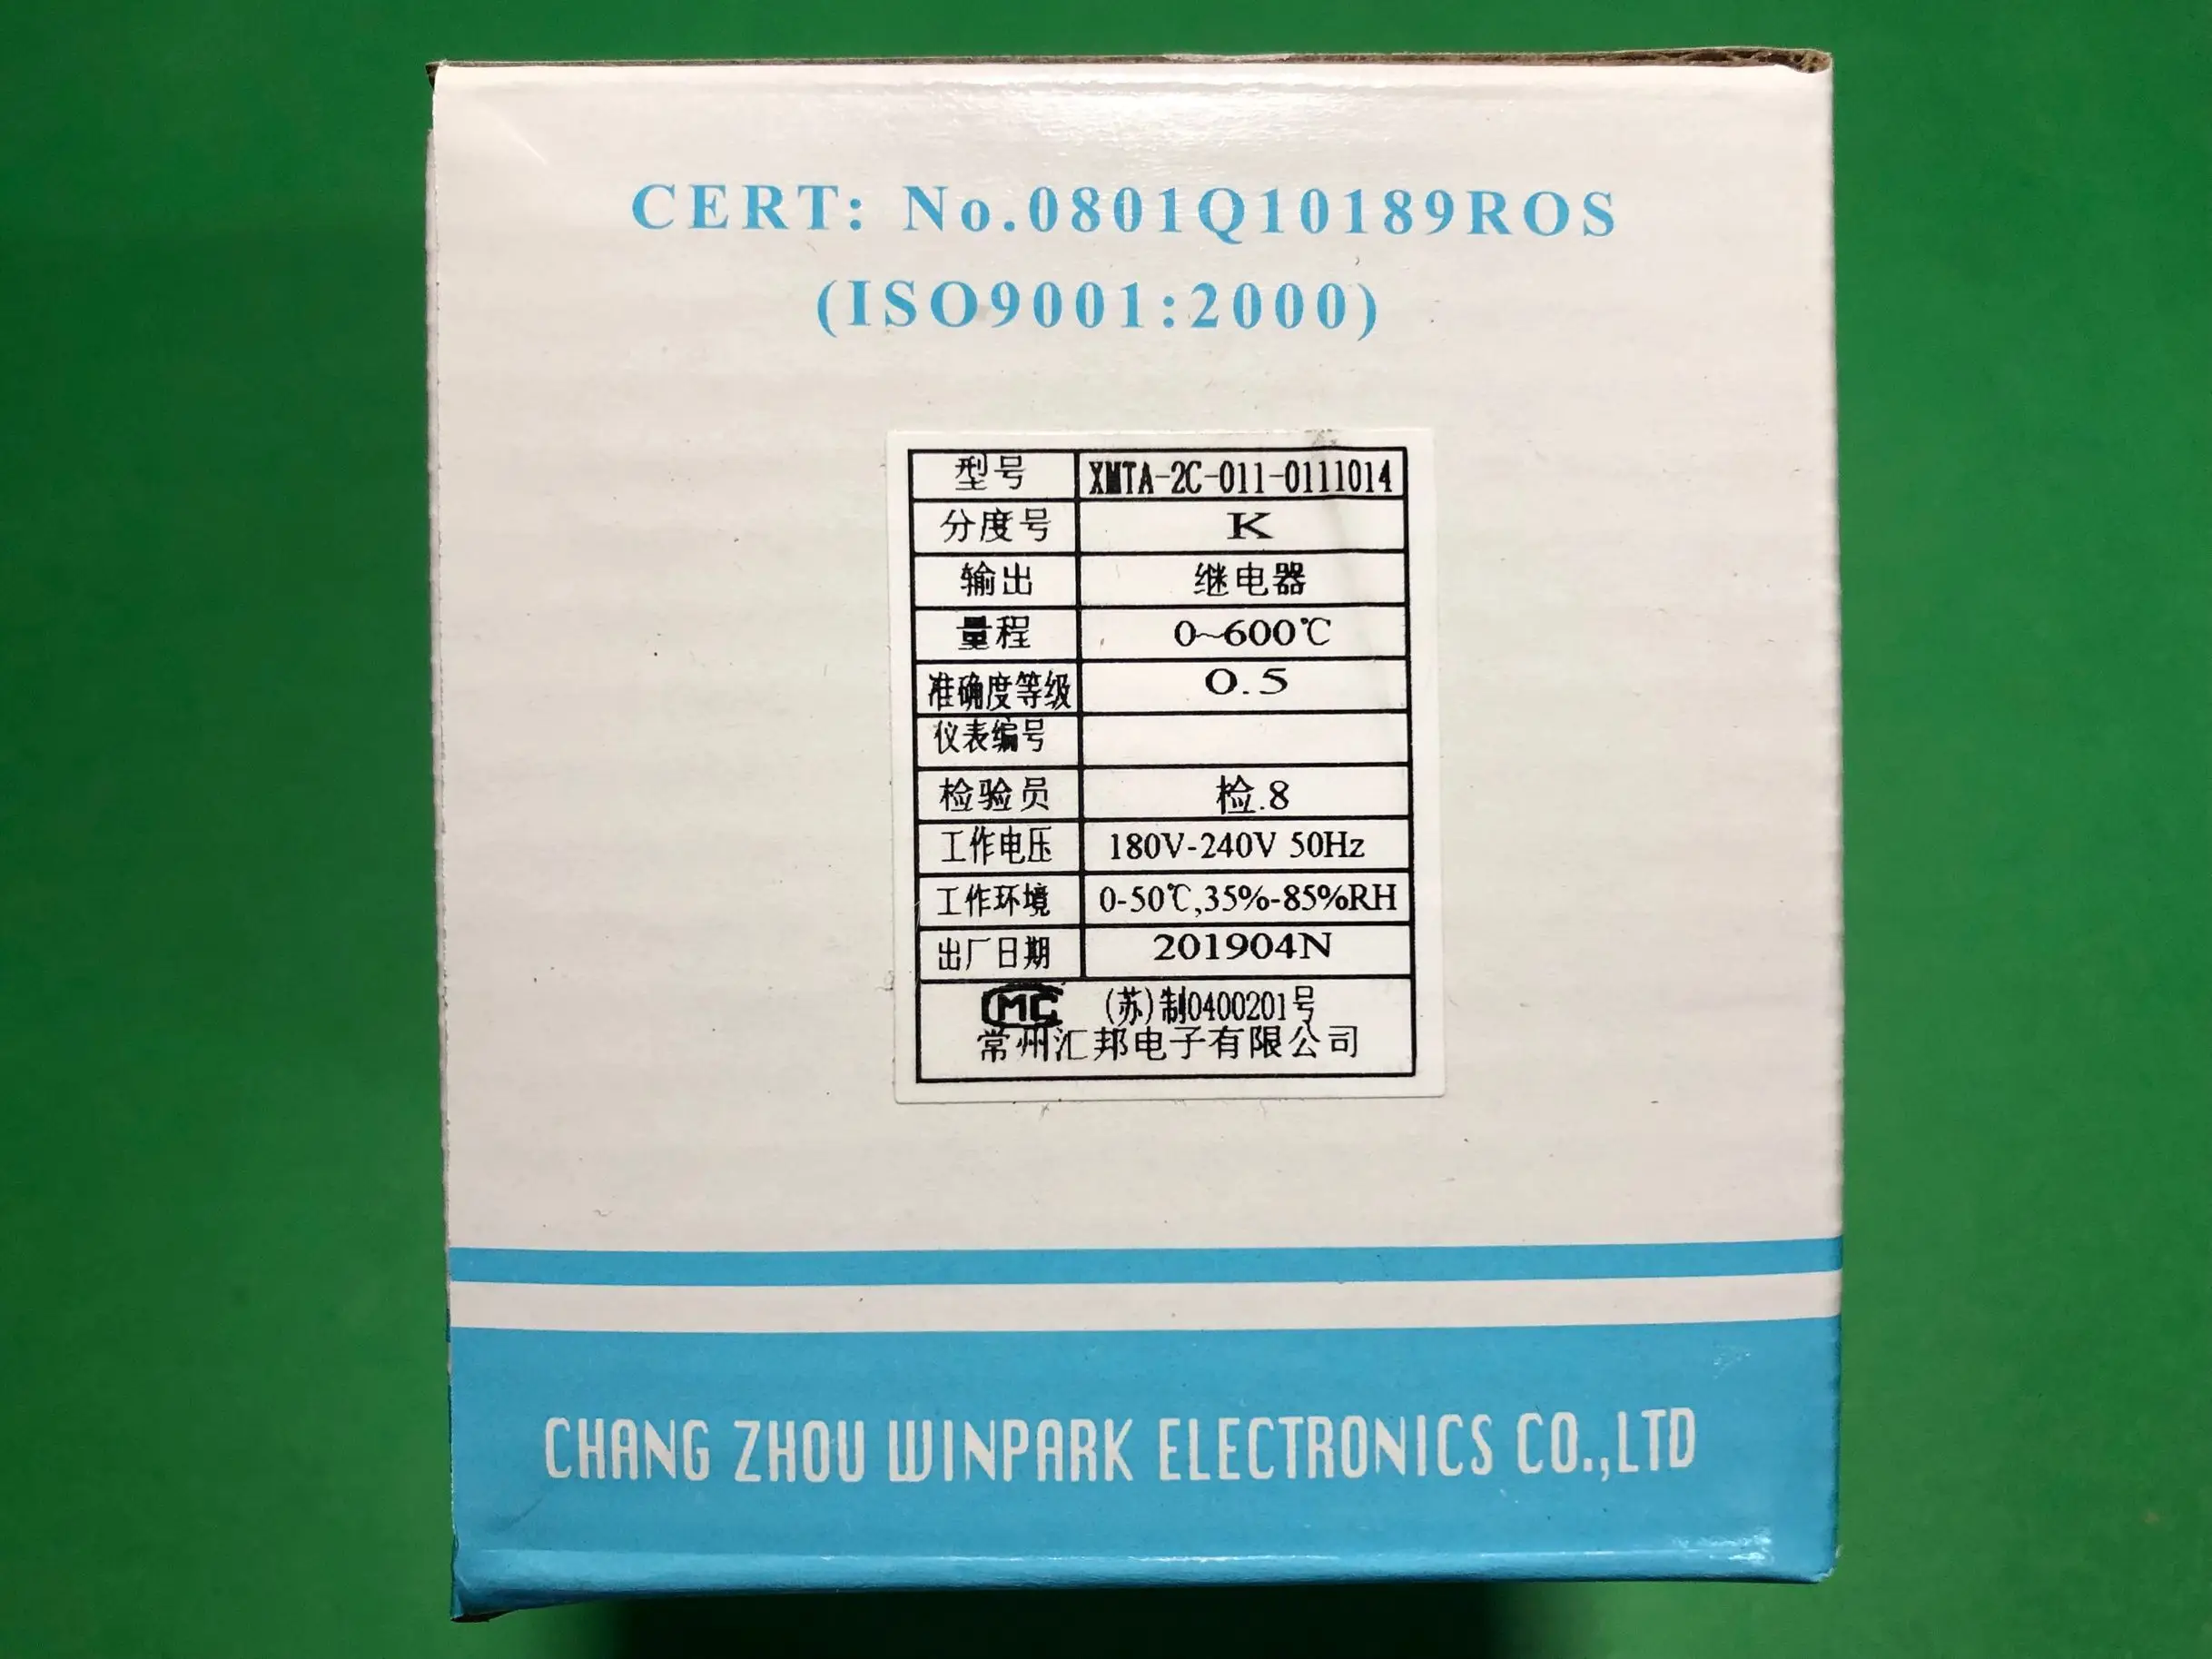 CERT: No.0801Q10189ROS
(ISO9001:2000)
型号 XMTA-2C-011-0111014
分度号 K
输出 继电器
量程 0~600℃
准确度等级 0.5
仪表编号
检验员 检.8
工作电压 180V-240V 50Hz
工作环境 0-50℃,35%-85%RH
出厂日期 201904N
MC (苏)制0400201号
常州汇邦电子有限公司
CHANG ZHOU WINPARK ELECTRONICS CO.,LTD